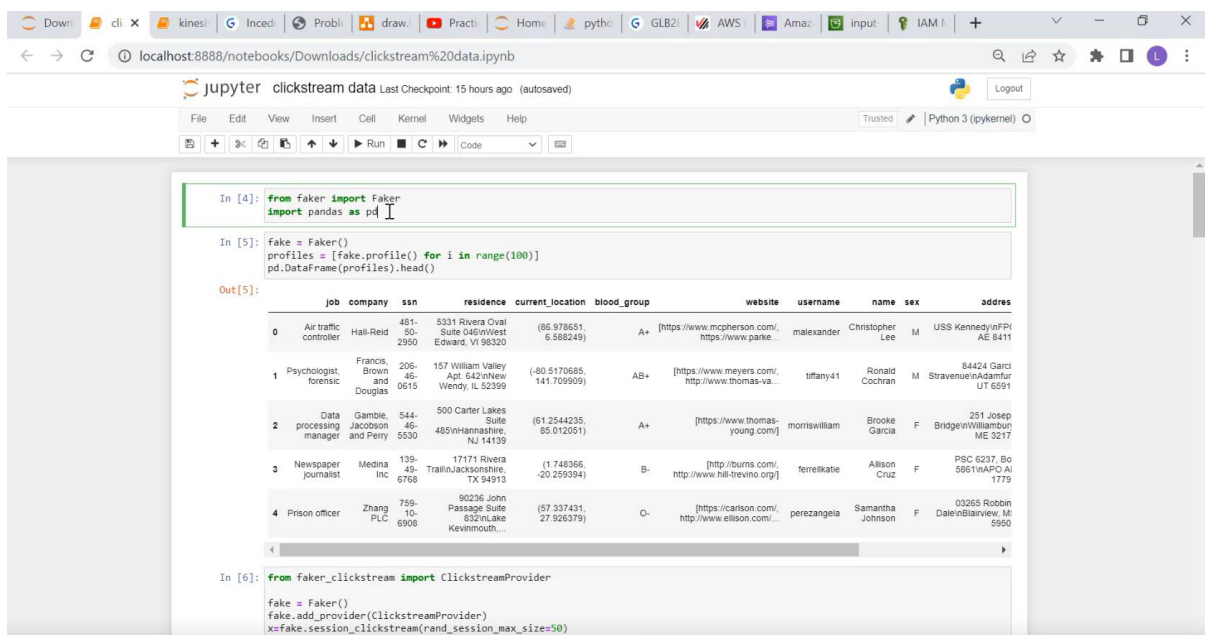 Down
clic
kinesi
Incedo
Proble
draw.i
Practi
Home
pytho
GLB2
AWS
Amaz
input
IAM
localhost:8888/notebooks/Downloads/clickstream%20data.ipynb
L
jupyter clickstream data Last Checkpoint: 15 hours ago (autosaved)
Logout
File Edit View Insert Cell Kernel Widgets Help
Trusted Python 3 (ipykernel)
Run Code
In [4]: from faker import Faker
import pandas as pd
In [5]: fake = Faker()
profiles = [fake.profile() for i in range(100)]
pd.DataFrame(profiles).head()
Out[5]:
job company ssn residence current_location blood_group website username name sex addres
0 Air traffic controller Hall-Reid 481-50-2950 5331 Rivera Oval Suite 046\nWest Edward, VI 98320 (86.978651, 6.588249) A+ [https://www.mcpherson.com/, https://www.parke... malexander Christopher Lee M USS Kennedy\nFPO AE 8411
1 Psychologist, forensic Francis, Brown and Douglas 206-46-0615 157 William Valley Apt. 642\nNew Wendy, IL 52399 (-80.5170685, 141.709909) AB+ [https://www.meyers.com/, http://www.thomas-va... tiffany41 Ronald Cochran M 84424 Garci Stravenue\nAdamfur UT 6591
2 Data processing manager Gamble, Jacobson and Perry 544-46-5530 500 Carter Lakes Suite 485\nHannashire, NJ 14139 (61.2544235, 85.012051) A+ [https://www.thomas-young.com/] morriswilliam Brooke Garcia F 251 Josep Bridge\nWilliambury ME 3217
3 Newspaper journalist Medina Inc 139-49-6768 17171 Rivera Trail\nJacksonshire, TX 94913 (1.748366, -20.259394) B- [http://burns.com/, http://www.hill-trevino.org/] ferrellkatie Allison Cruz F PSC 6237, Bo 5861\nAPO A 1779
4 Prison officer Zhang PLC 759-10-6908 90236 John Passage Suite 832\nLake Kevinmouth,... (57.337431, 27.926379) O- [https://carlson.com/, http://www.ellison.com/... perezangela Samantha Johnson F 03265 Robbin Dale\nBlairview, M 5950
In [6]: from faker_clickstream import ClickstreamProvider
fake = Faker()
fake.add_provider(ClickstreamProvider)
x=fake.session_clickstream(rand_session_max_size=50)